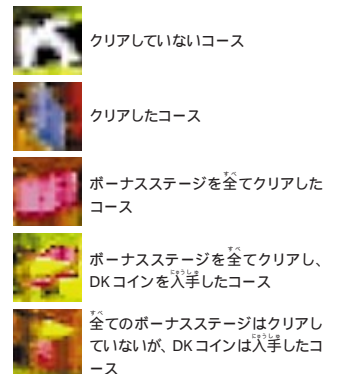 クリアしていないコース
クリアしたコース
ボーナスステージを全てクリアした
コース
ボーナスステージを全てクリアし、
DKコインを入手したコース
全てのボーナスステージはクリアし
ていないが、DKコインは入手したコ
ース